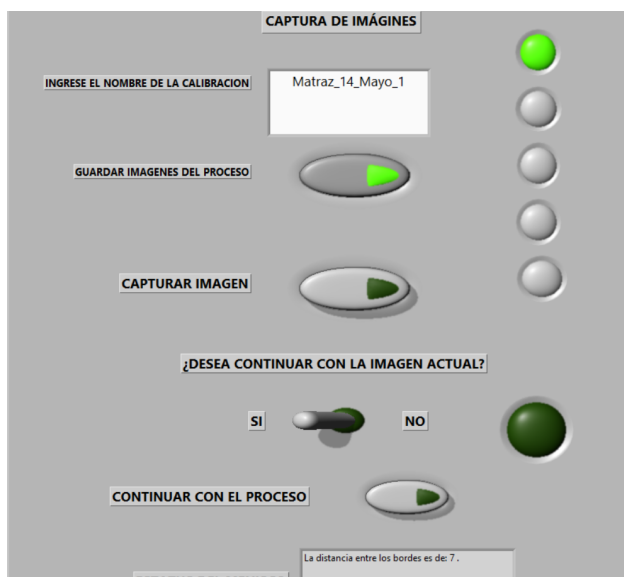 CAPTURA DE IMÁGINES
INGRESE EL NOMBRE DE LA CALIBRACION
Matraz_14_Mayo_1
GUARDAR IMAGENES DEL PROCESO
CAPTURAR IMAGEN
¿DESEA CONTINUAR CON LA IMAGEN ACTUAL?
SI
NO
CONTINUAR CON EL PROCESO
La distancia entre los bordes es de: 7 .